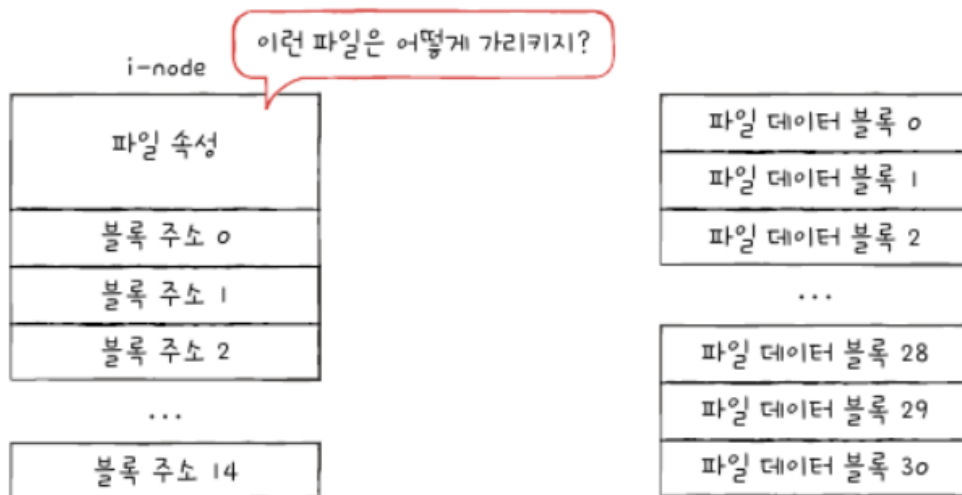 이런 파일은 어떻게 가리키지?
i-node
파일 속성
블록 주소 0
블록 주소 1
블록 주소 2
...
블록 주소 14
파일 데이터 블록 0
파일 데이터 블록 1
파일 데이터 블록 2
...
파일 데이터 블록 28
파일 데이터 블록 29
파일 데이터 블록 30